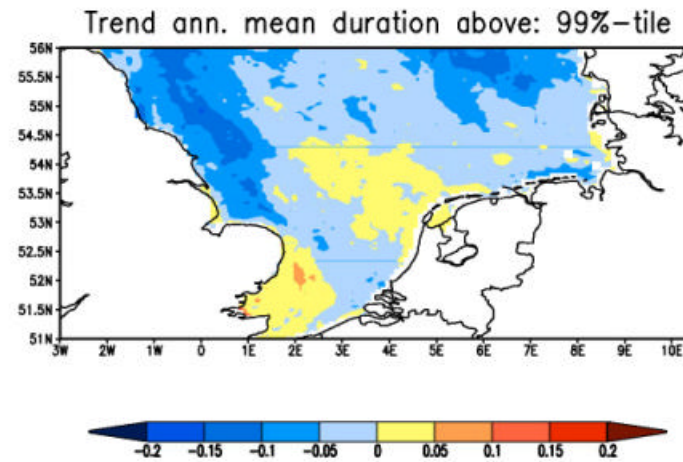 Trend ann. mean duration above: 99%-tile
56N
55.5N
55N
54.5N
54N
53.5N
53N
52.5N
52N
51.5N
51N
3W 2W 1W 0 1E 2E 3E 4E 5E 6E 7E 8E 9E 10E
-0.2 -0.15 -0.1 -0.05 0 0.05 0.1 0.15 0.2